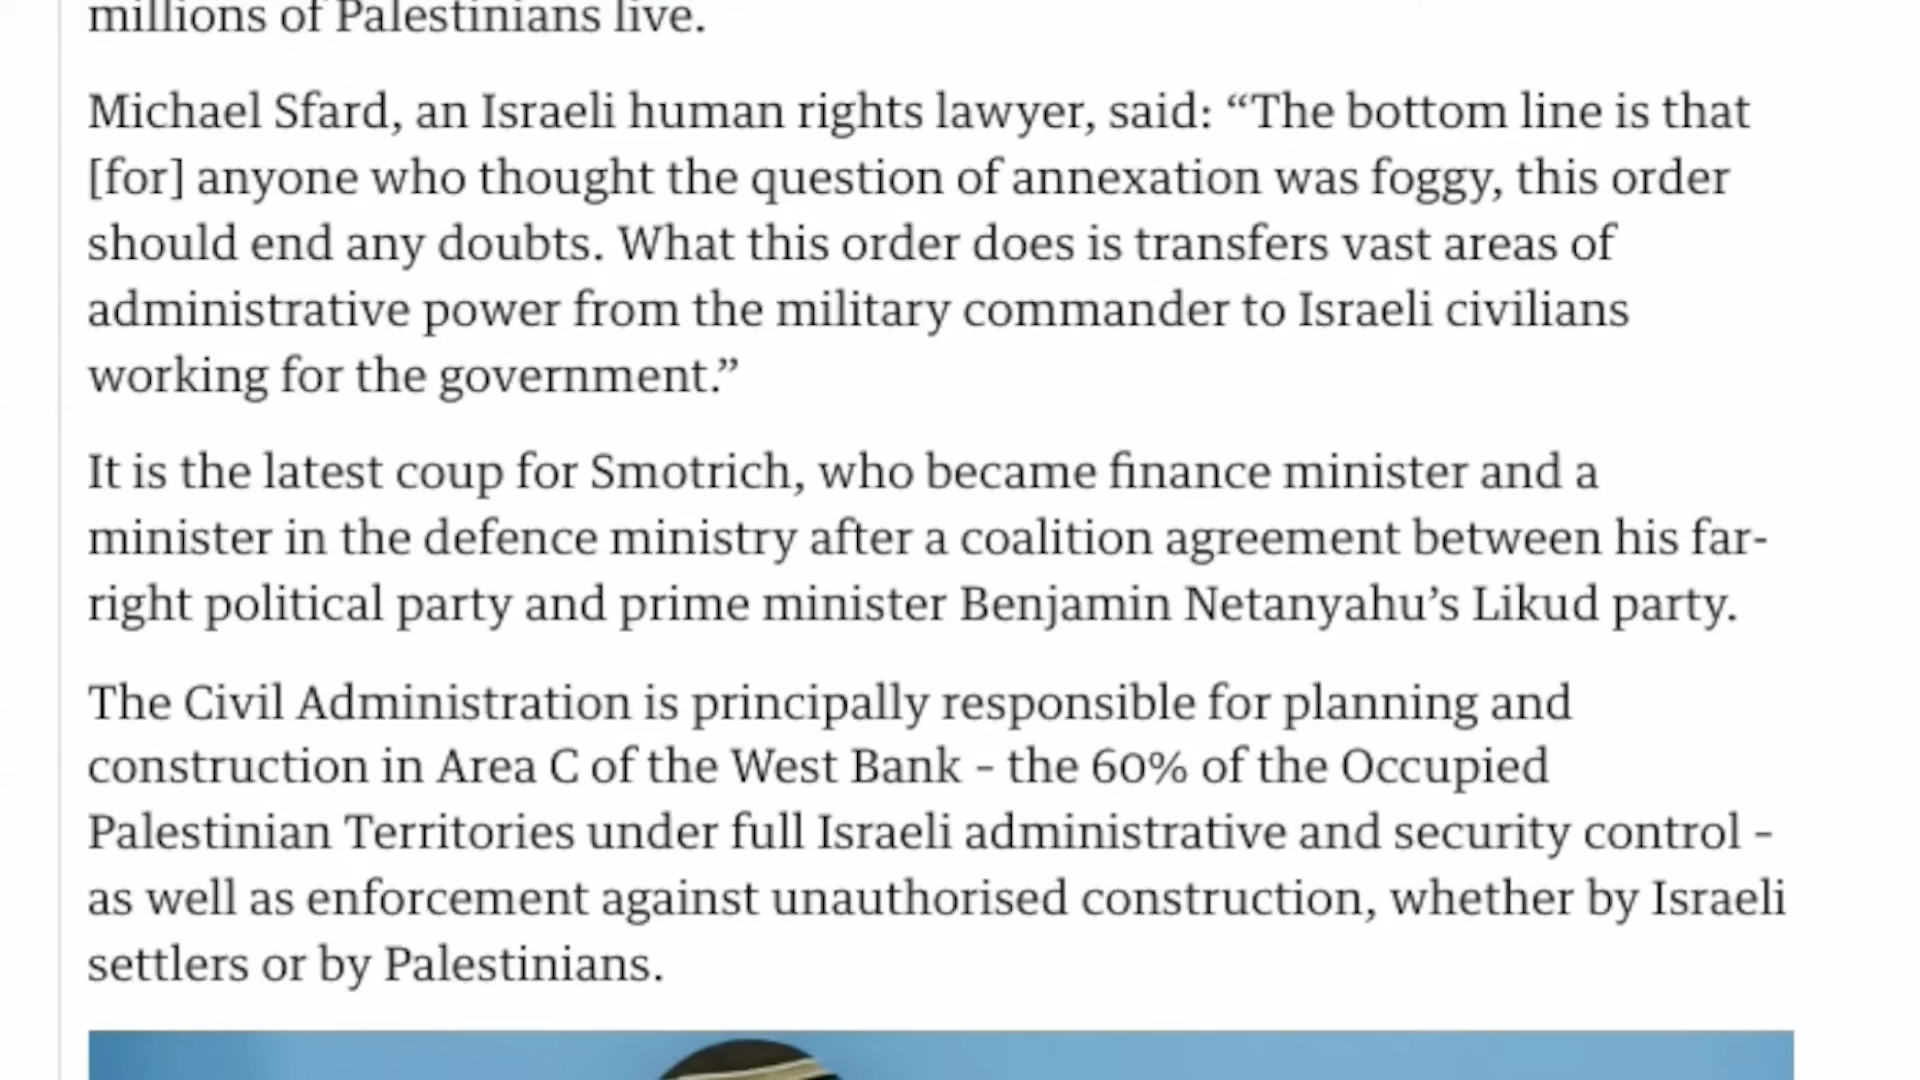 millions of Palestinians live.
Michael Sfard, an Israeli human rights lawyer, said: “The bottom line is that
[for] anyone who thought the question of annexation was foggy, this order
should end any doubts. What this order does is transfers vast areas of
administrative power from the military commander to Israeli civilians
working for the government.”
It is the latest coup for Smotrich, who became finance minister and a
minister in the defence ministry after a coalition agreement between his far-
right political party and prime minister Benjamin Netanyahu’s Likud party.
The Civil Administration is principally responsible for planning and
construction in Area C of the West Bank – the 60% of the Occupied
Palestinian Territories under full Israeli administrative and security control –
as well as enforcement against unauthorised construction, whether by Israeli
settlers or by Palestinians.